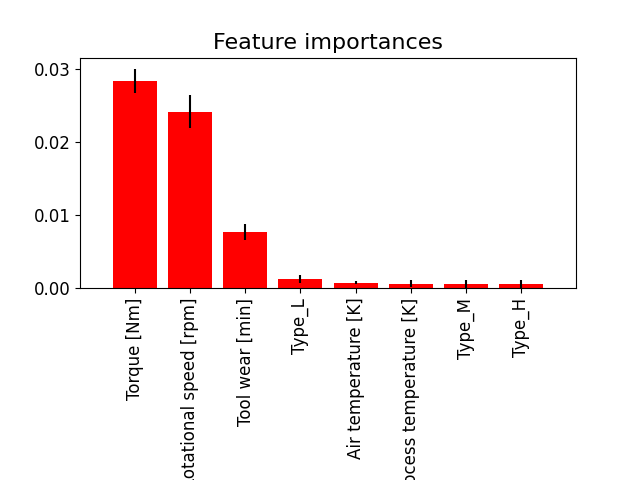 Feature importances
0.03
0.02
0.01
0.00
Torque [Nm]
otational speed [rpm]
Tool wear [min]
Type_L
Air temperature [K]
ocess temperature [K]
Type_M
Type_H